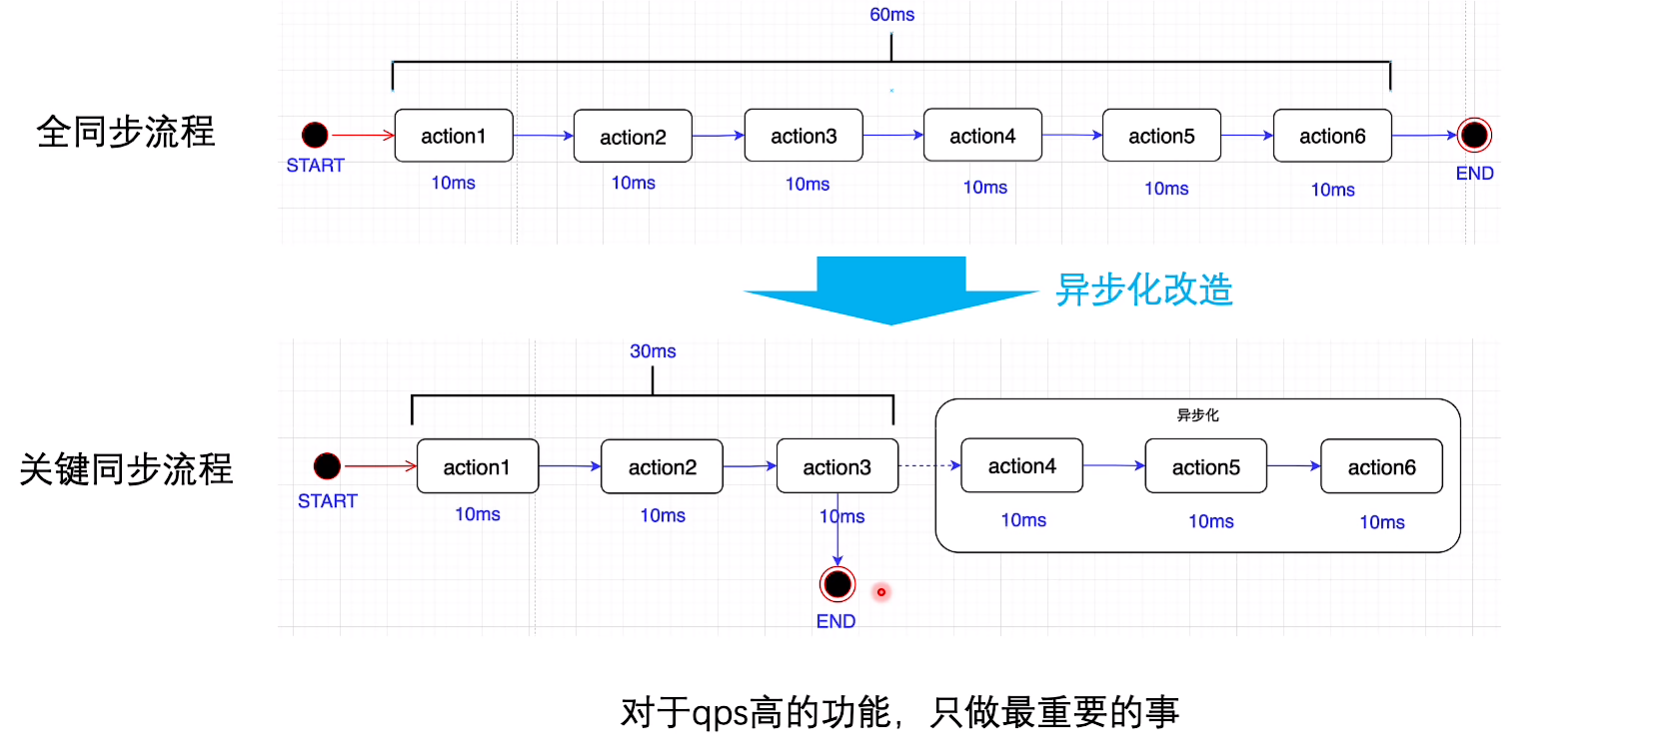 60ms
全同步流程
START
action1
action2
action3
action4
action5
action6
END
10ms
10ms
10ms
10ms
10ms
10ms
异步化改造
30ms
关键同步流程
START
action1
action2
action3
异步化
action4
action5
action6
10ms
10ms
10ms
10ms
10ms
10ms
END
对于qps高的功能，只做最重要的事